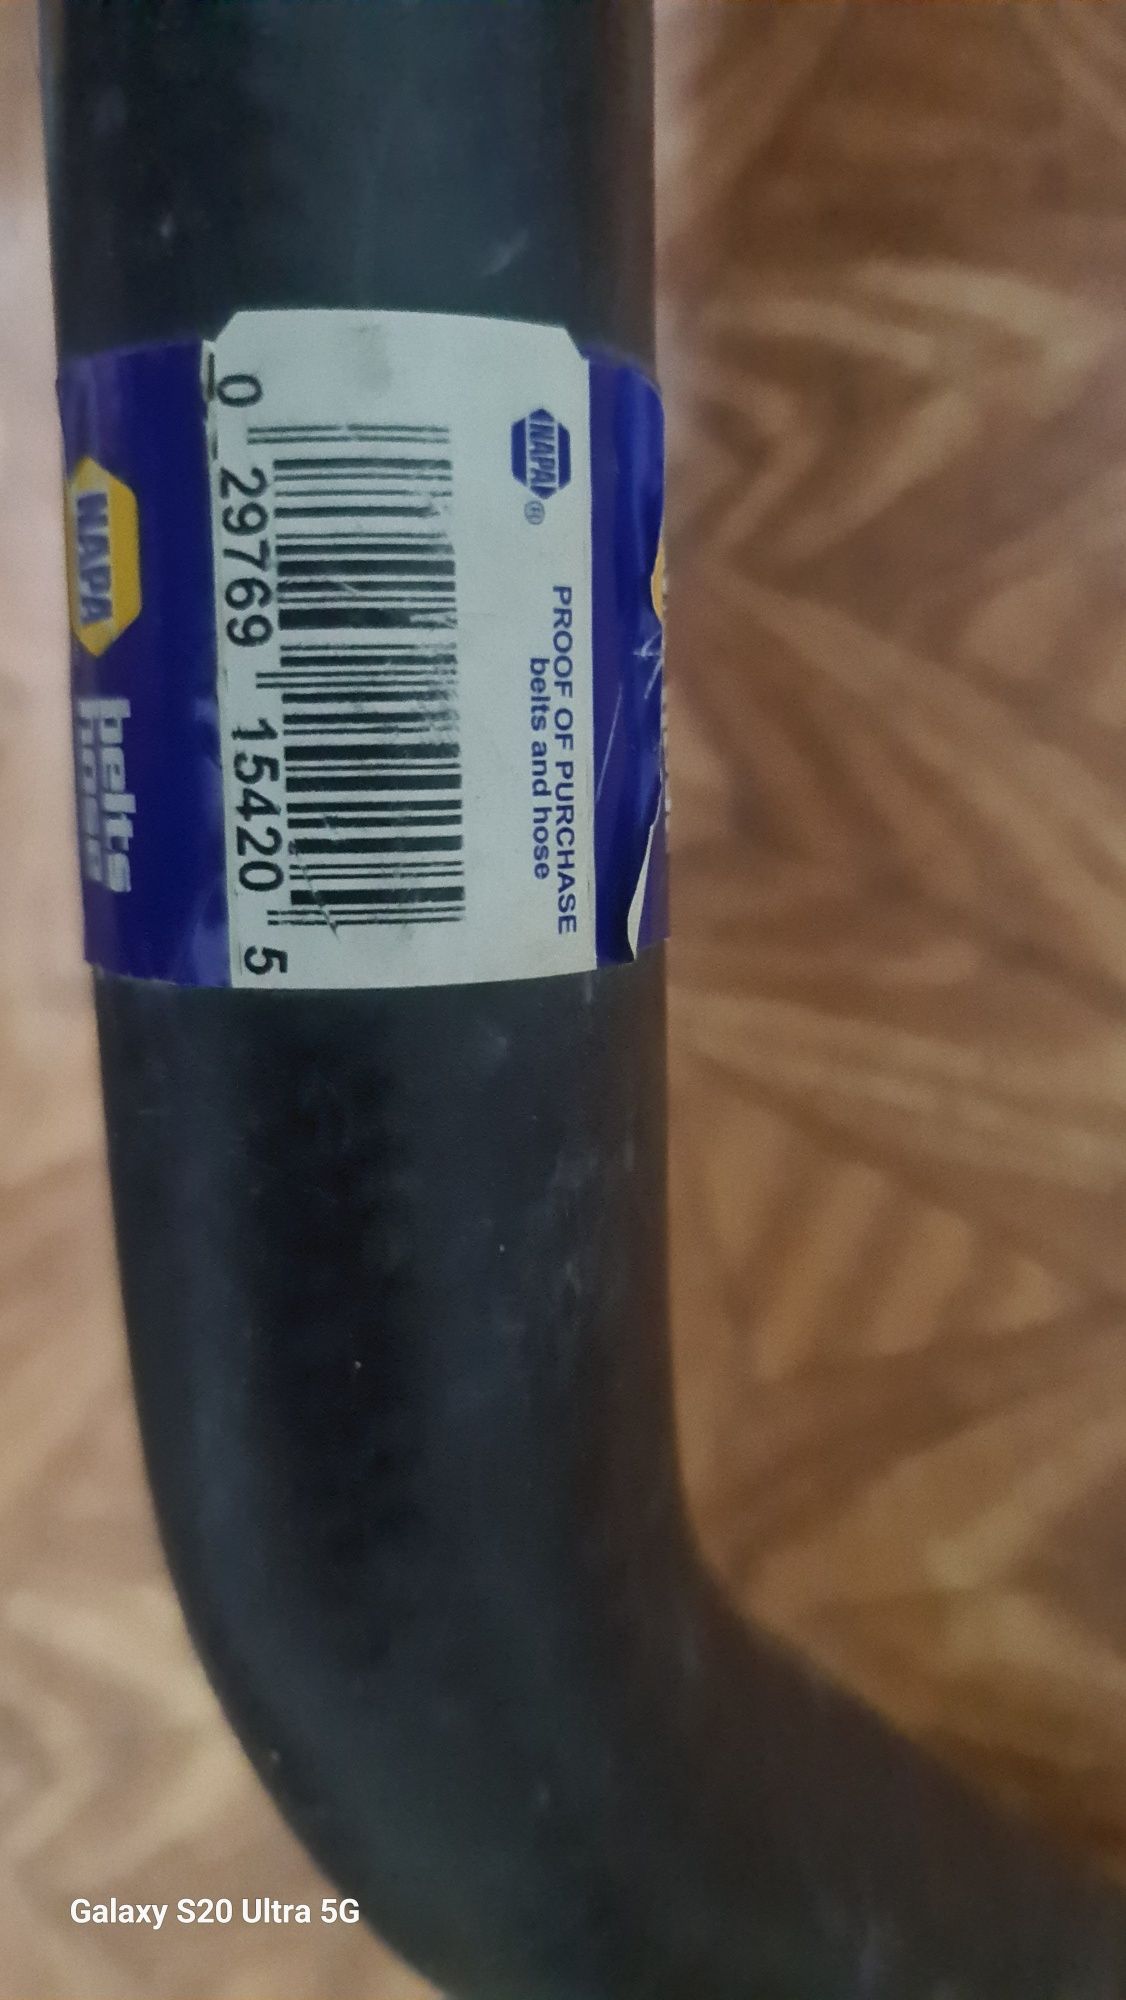 NAPA
belts
hose
0 29769 15420 5
NAPA®
PROOF OF PURCHASE
belts and hose
Galaxy S20 Ultra 5G